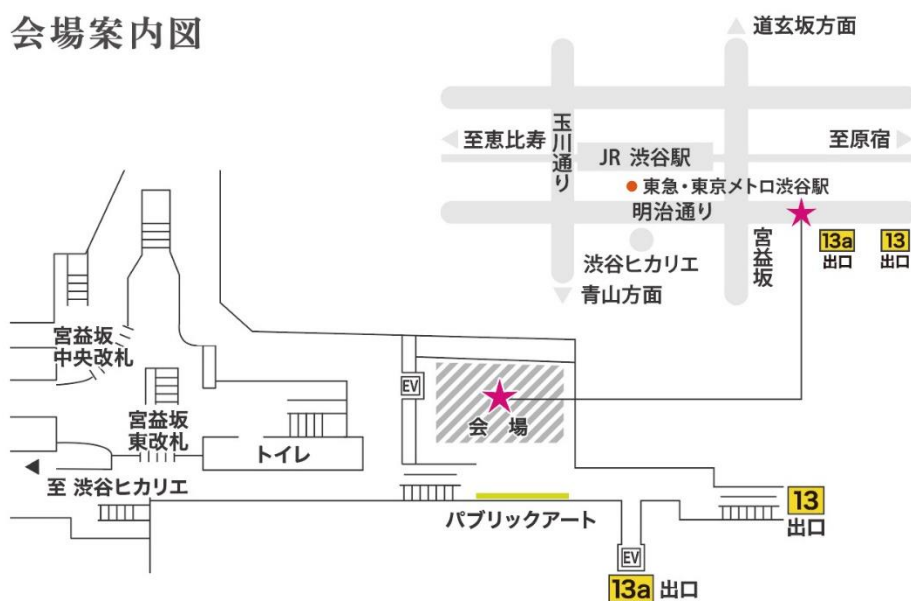 会場案内図
道玄坂方面
玉川通り
至恵比寿
至原宿
JR 渋谷駅
東急・東京メトロ渋谷駅
明治通り
宮益坂
13a
出口
13
出口
渋谷ヒカリエ
青山方面
宮益坂
中央改札
宮益坂
東改札
EV
会 場
トイレ
至 渋谷ヒカリエ
パブリックアート
13
出口
EV
13a 出口